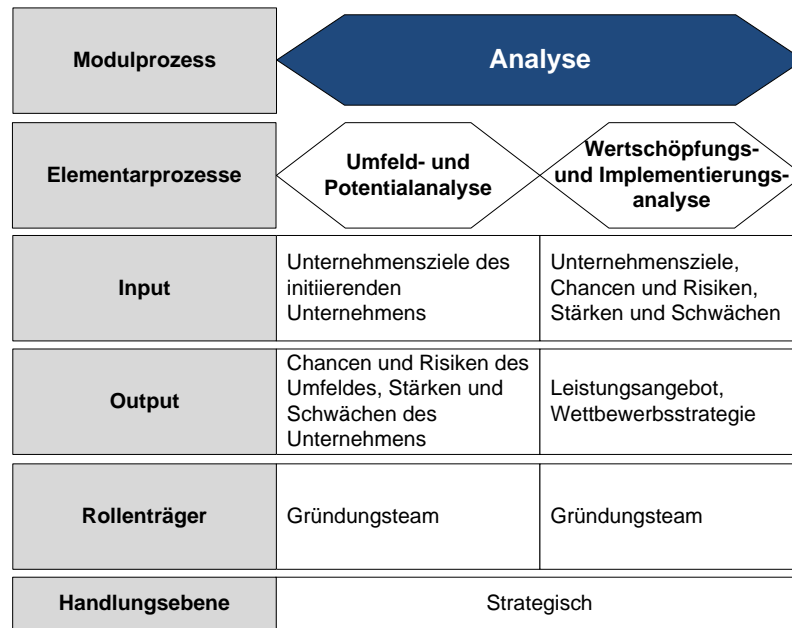 Modulprozess
Analyse
Elementarprozesse
Umfeld- und
Potentialanalyse
Wertschöpfungs-
und Implementierungs-
analyse
Input
Unternehmensziele des
initiierenden
Unternehmens
Unternehmensziele,
Chancen und Risiken,
Stärken und Schwächen
Output
Chancen und Risiken des
Umfeldes, Stärken und
Schwächen des
Unternehmens
Leistungsangebot,
Wettbewerbsstrategie
Rollenträger
Gründungsteam
Gründungsteam
Handlungsebene
Strategisch